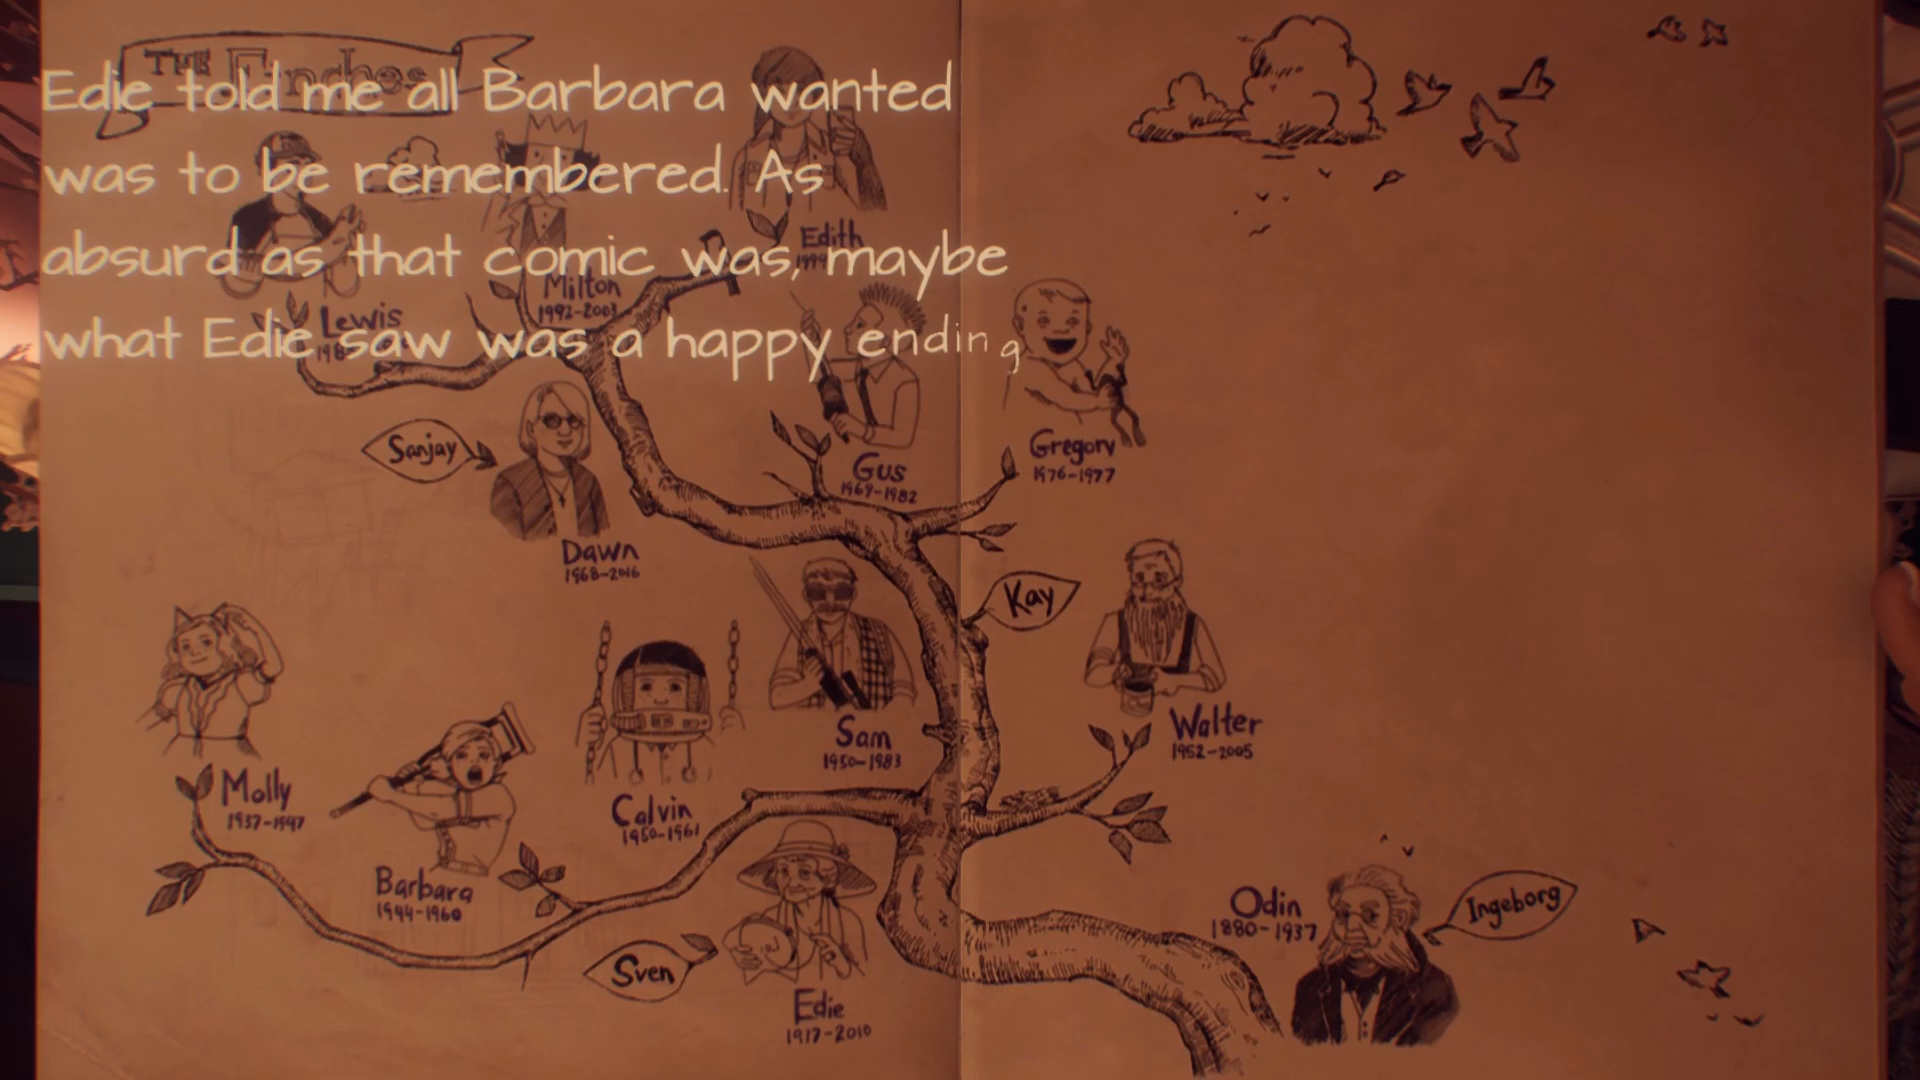 THE Finches
Edie told me all Barbara wanted
was to be remembered. As
absurd as that comic was, maybe
what Edie saw was a happy ending
Edith
1999
Milton
1992-2003
Lewis
Gus
1969-1982
Gregory
1976-1977
Sanjay
Dawn
1968-2016
Kay
Sam
1950-1983
Walter
1952-2005
Molly
1937-1947
Calvin
1950-1961
Barbara
1944-1960
Sven
Edie
1917-2010
Odin
1880-1937
Ingeborg